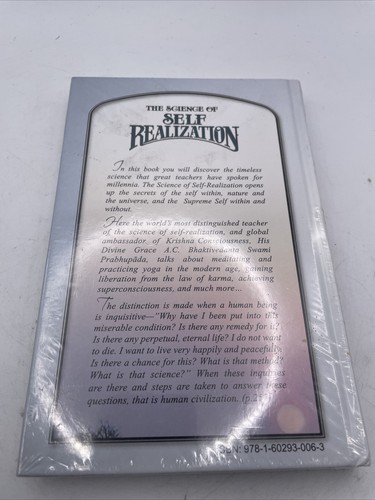 THE SCIENCE OF
SELF
REALIZATION
In this book you will discover the timeless
science that great teachers have spoken for
millennia. The Science of Self-Realization opens
up the secrets of the self within, nature and
the universe, and the Supreme Self within and
without.
Here the world's most distinguished teacher
of the science of self-realization, and global
ambassador of Krishna Consciousness, His
Divine Grace A.C. Bhaktivedanta Swami
Prabhupāda, talks about meditating and
practicing yoga in the modern age, gaining
liberation from the law of karma, achieving
superconsciousness, and much more...
The distinction is made when a human being
is inquisitive—"Why have I been put into this
miserable condition? Is there any remedy for it?
Is there any perpetual, eternal life? I do not want
to die. I want to live very happily and peacefully.
Is there a chance for this? What is that method?
What is that science?" When these inquiries
are there and steps are taken to answer these
questions, that is human civilization.
ISBN: 978-1-60293-006-3